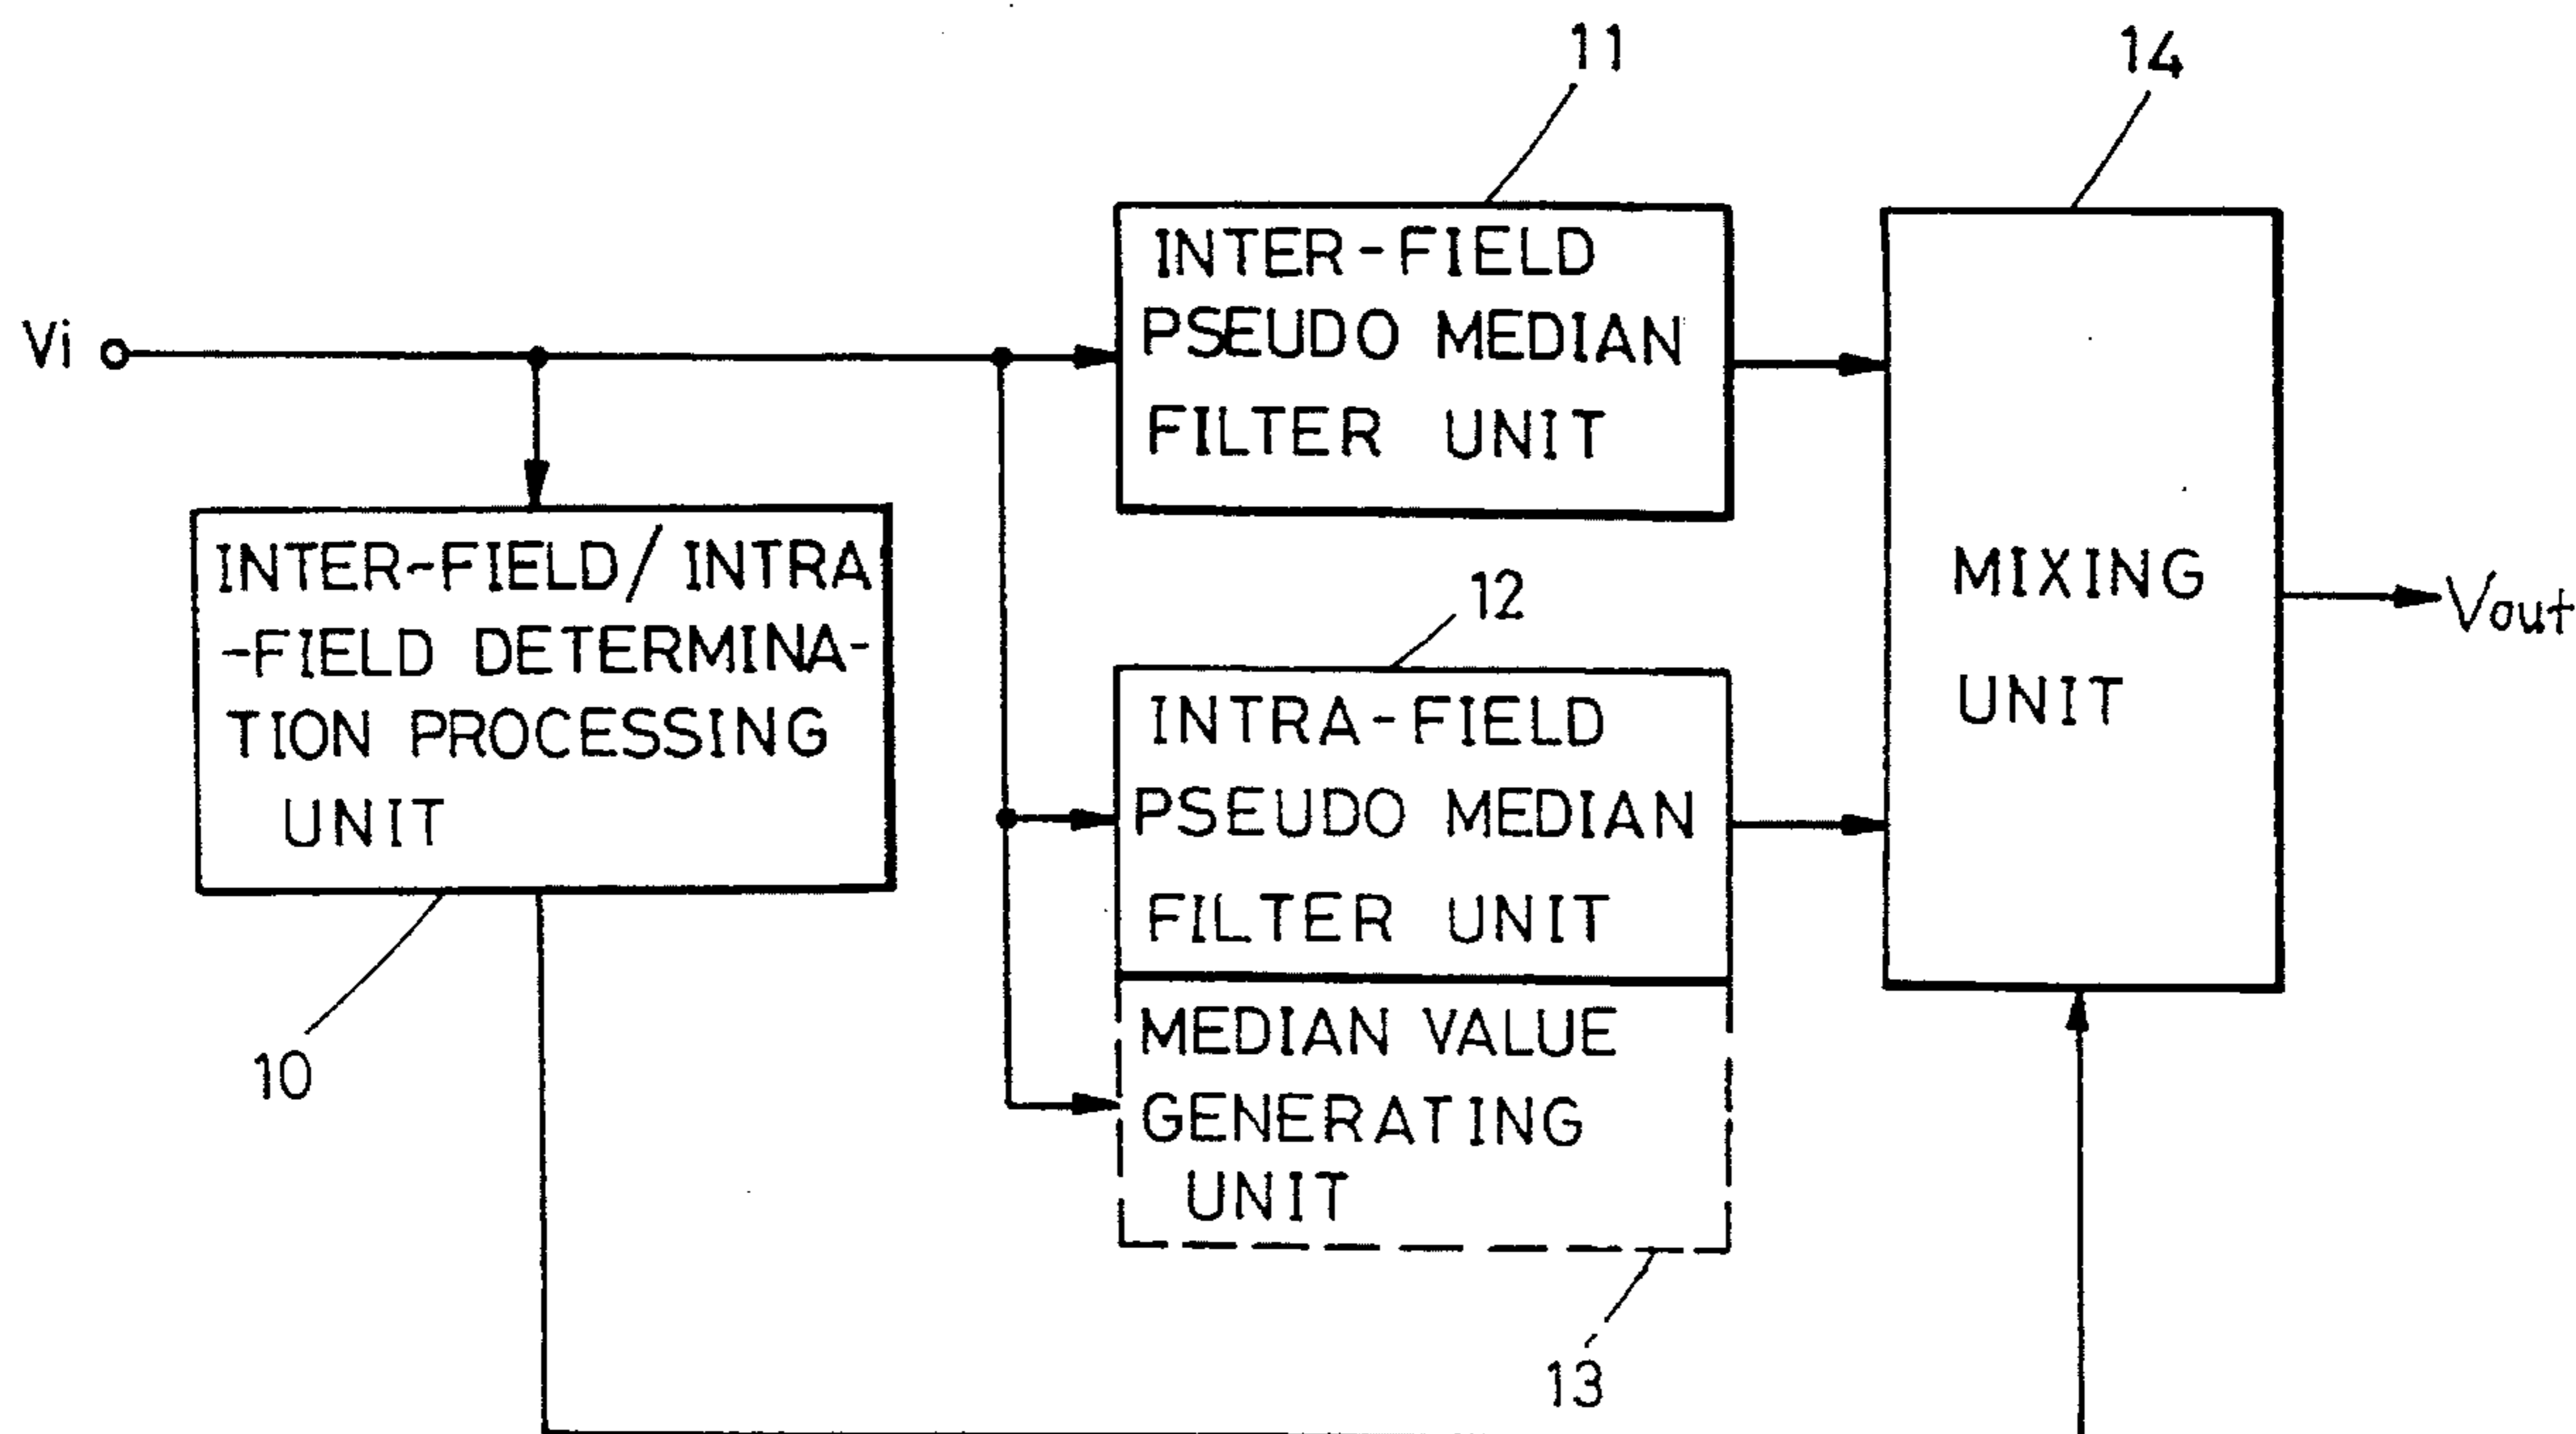 11
14
INTER-FIELD
PSEUDO MEDIAN
FILTER UNIT
Vi
INTER-FIELD/INTRA
-FIELD DETERMINA-
TION PROCESSING
UNIT
10
12
INTRA-FIELD
PSEUDO MEDIAN
FILTER UNIT
MEDIAN VALUE
GENERATING
UNIT
13
MIXING
UNIT
Vout